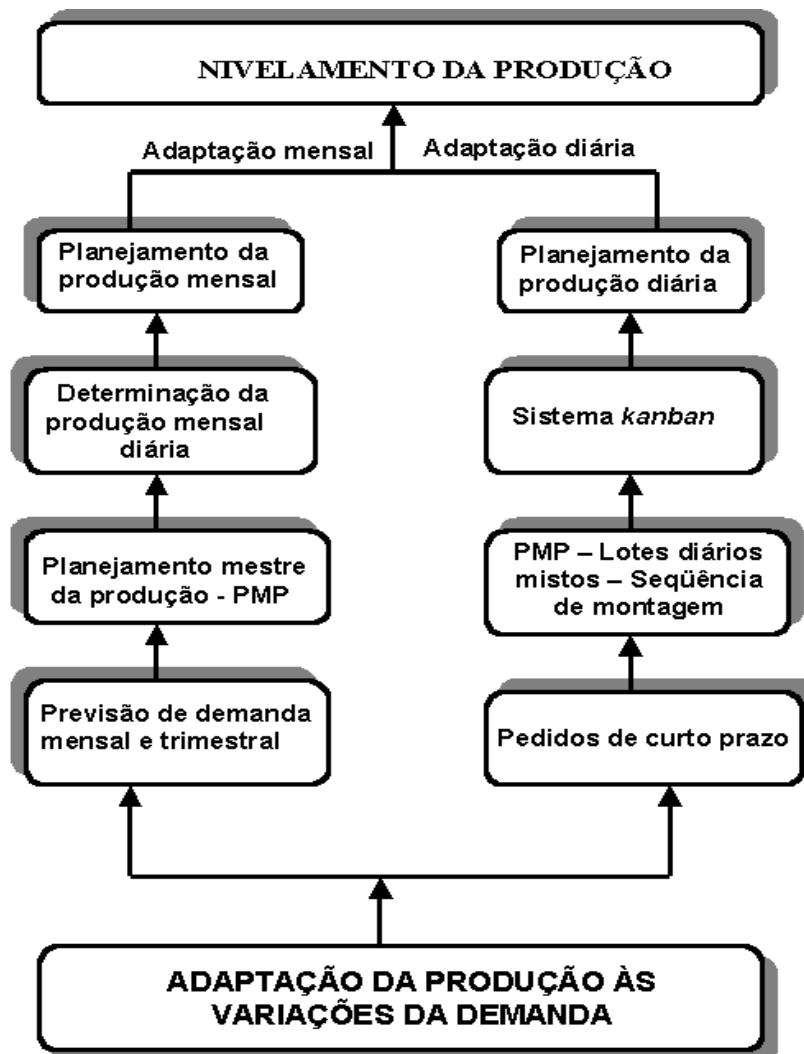 NIVELAMENTO DA PRODUÇÃO
Adaptação mensal
Adaptação diária
Planejamento da
produção mensal
Planejamento da
produção diária
Determinação da
produção mensal
diária
Sistema kanban
Planejamento mestre
da produção - PMP
PMP – Lotes diários
mistos – Seqüência
de montagem
Previsão de demanda
mensal e trimestral
Pedidos de curto prazo
ADAPTAÇÃO DA PRODUÇÃO ÀS
VARIAÇÕES DA DEMANDA